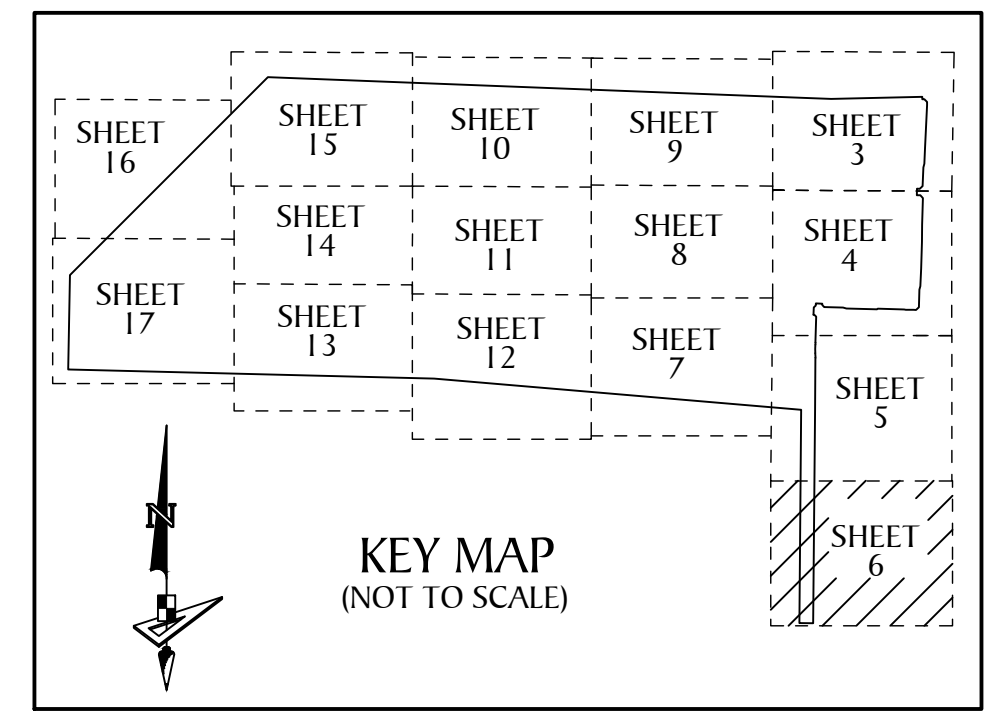 SHEET
16
SHEET
15
SHEET
10
SHEET
9
SHEET
3
SHEET
14
SHEET
11
SHEET
8
SHEET
4
SHEET
17
SHEET
13
SHEET
12
SHEET
7
SHEET
5
SHEET
6
N
KEY MAP
(NOT TO SCALE)